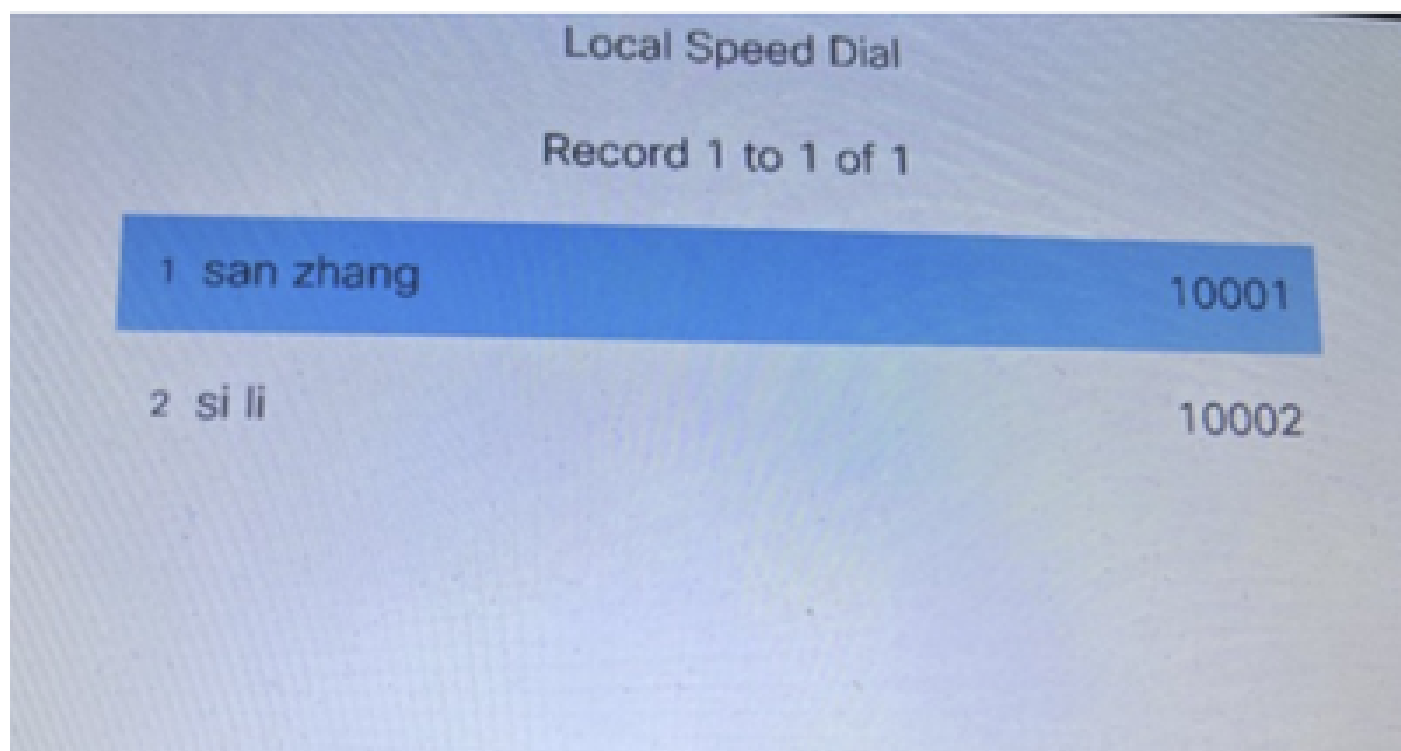 Local Speed Dial
Record 1 to 1 of 1
1 san zhang 10001
2 si li 10002